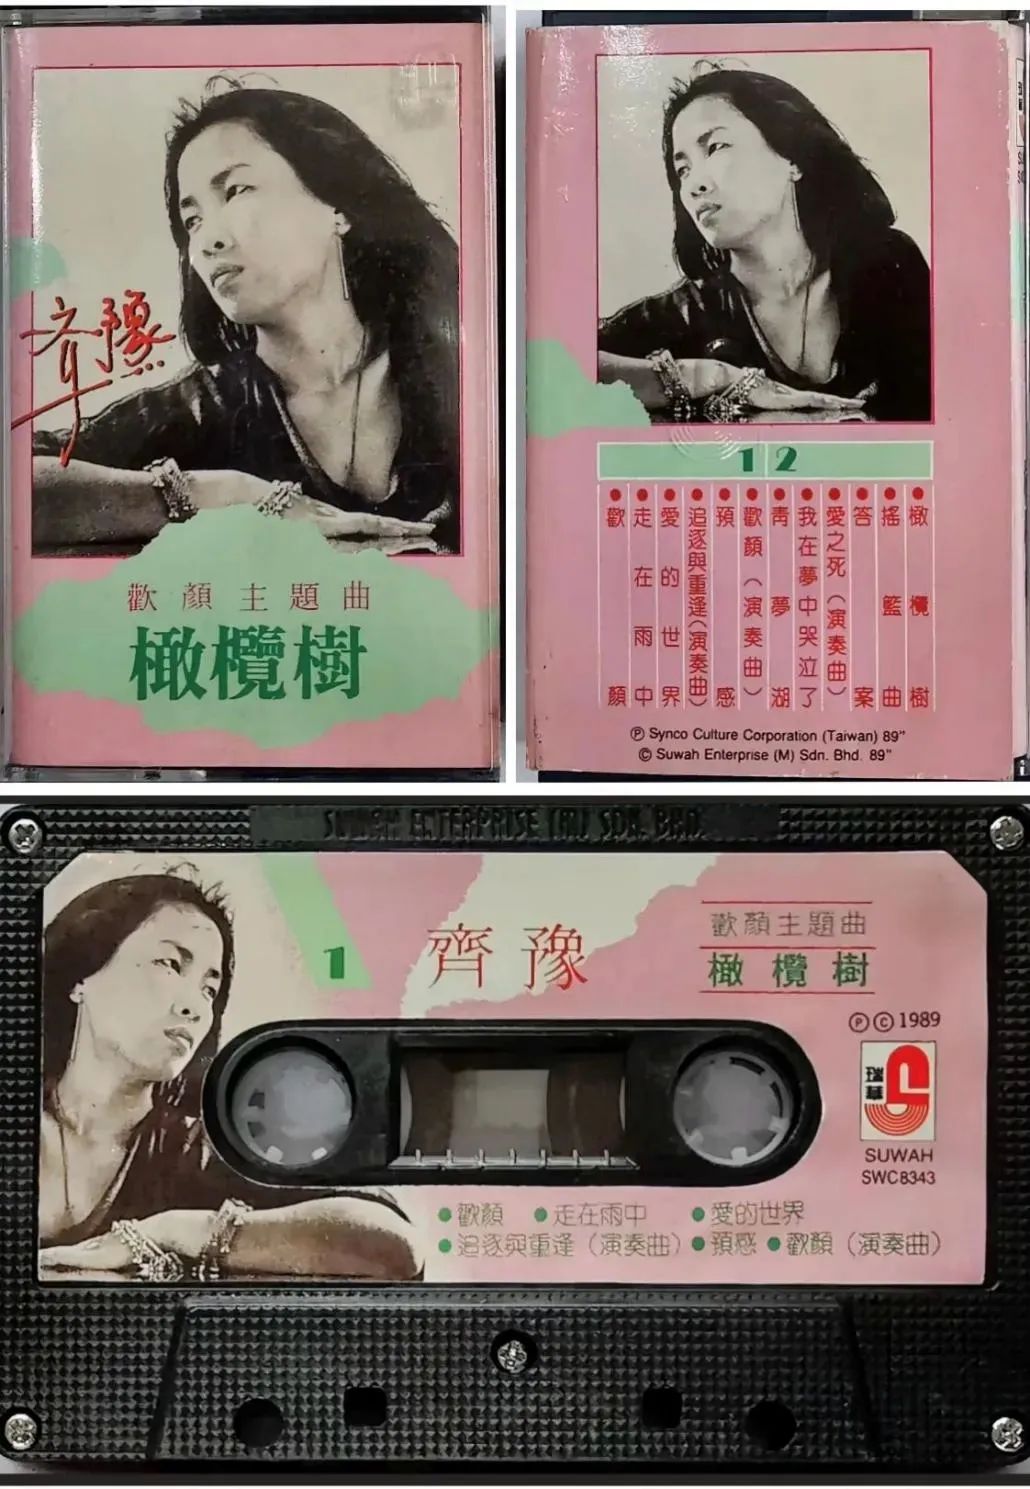 齊豫
歡顏主題曲
橄欖樹
1 2
●歡顏
●走在雨中
●愛的世界
●追逐與重逢(演奏曲)
●預感
●歡顏(演奏曲)
●青夢湖
●我在夢中哭泣了
●愛之死(演奏曲)
●答案
●搖籃曲
●橄欖樹
Ⓟ Synco Culture Corporation (Taiwan) 89"
© Suwah Enterprise (M) Sdn. Bhd. 89"
SUWAH ENTERPRISE (M) SDN. BHD.
1
齊豫
歡顏主題曲
橄欖樹
ⓅⒸ1989
瑞華
SUWAH
SWC8343
●歡顏 ●走在雨中 ●愛的世界
●追逐與重逢(演奏曲) ●預感 ●歡顏(演奏曲)